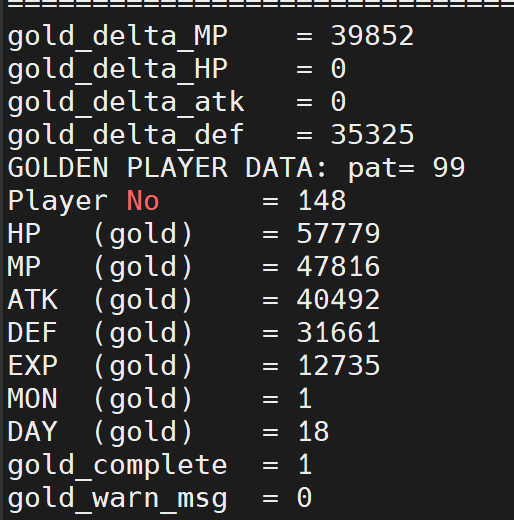 ================================
gold_delta_MP    = 39852
gold_delta_HP    = 0
gold_delta_atk   = 0
gold_delta_def   = 35325
GOLDEN PLAYER DATA: pat= 99
Player No      = 148
HP   (gold)    = 57779
MP   (gold)    = 47816
ATK  (gold)    = 40492
DEF  (gold)    = 31661
EXP  (gold)    = 12735
MON  (gold)    = 1
DAY  (gold)    = 18
gold_complete  = 1
gold_warn_msg  = 0